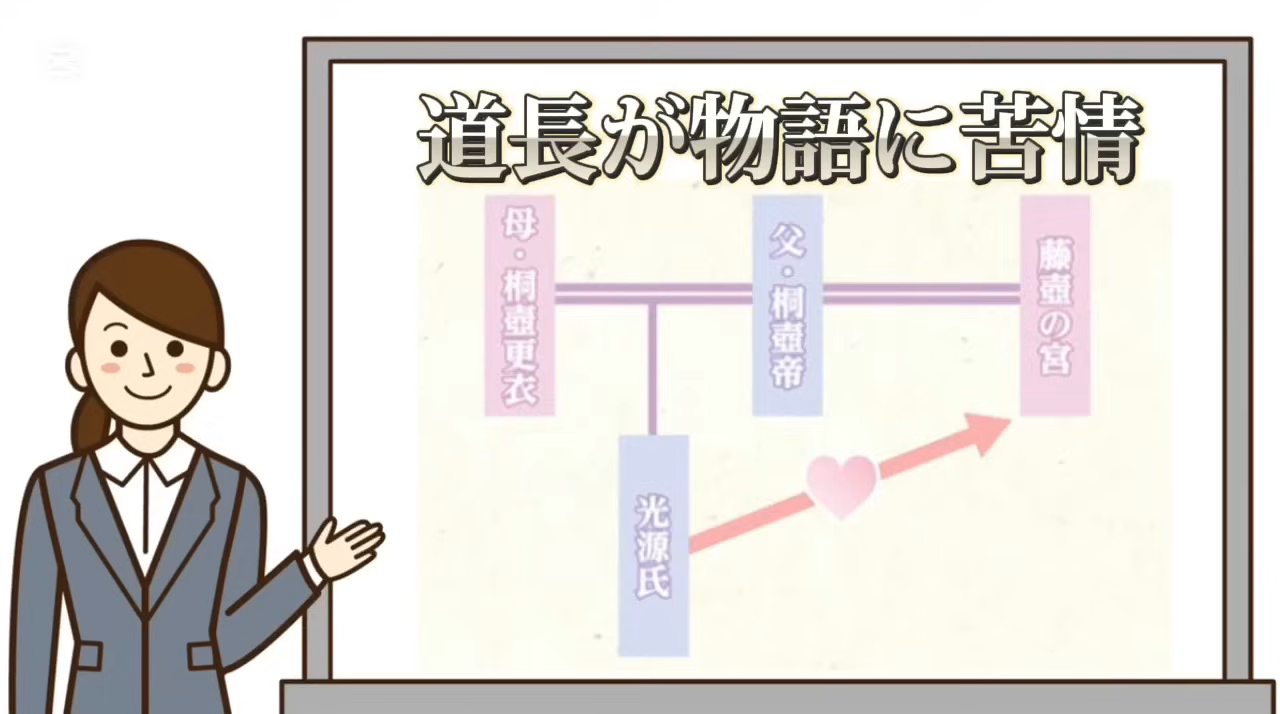 道長が物語に苦情
母・桐壺更衣
父・桐壺帝
藤壺の宮
光源氏